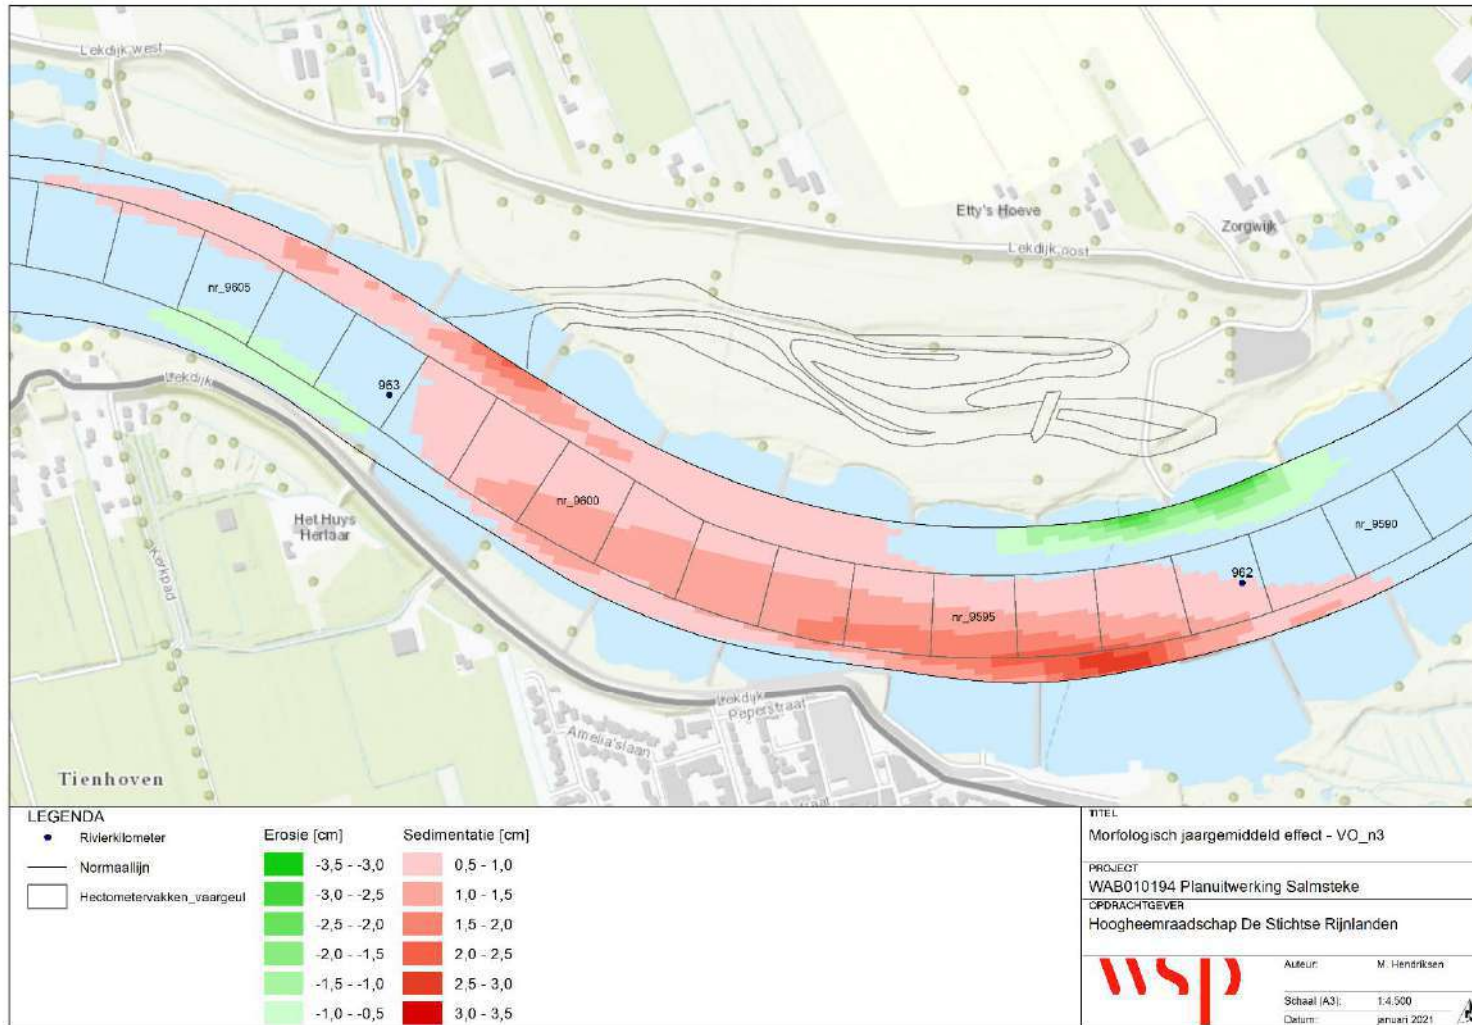 Lekdijk west
Etty's Hoeve
Zorgwijk
Lekdijk oost
nr_9605
Lekdijk
963
nr_9600
Het Huys
Herlaar
Kerkpad
nr_9590
962
nr_9595
Lekdijk
Peperstraat
Amelia'slaan
Tienhoven
LEGENDA
Rivierkilometer
Normaallijn
Hectometervakken_vaargeul
Erosie [cm]
-3,5 - -3,0
-3,0 - -2,5
-2,5 - -2,0
-2,0 - -1,5
-1,5 - -1,0
-1,0 - -0,5
Sedimentatie [cm]
0,5 - 1,0
1,0 - 1,5
1,5 - 2,0
2,0 - 2,5
2,5 - 3,0
3,0 - 3,5
TITEL
Morfologisch jaargemiddeld effect - VO_n3
PROJECT
WAB010194 Planuitwerking Salmsteke
OPDRACHTGEVER
Hoogheemraadschap De Stichtse Rijnlanden
wsp
Auteur: M. Hendriksen
Schaal (A3): 1:4.500
Datum: januari 2021